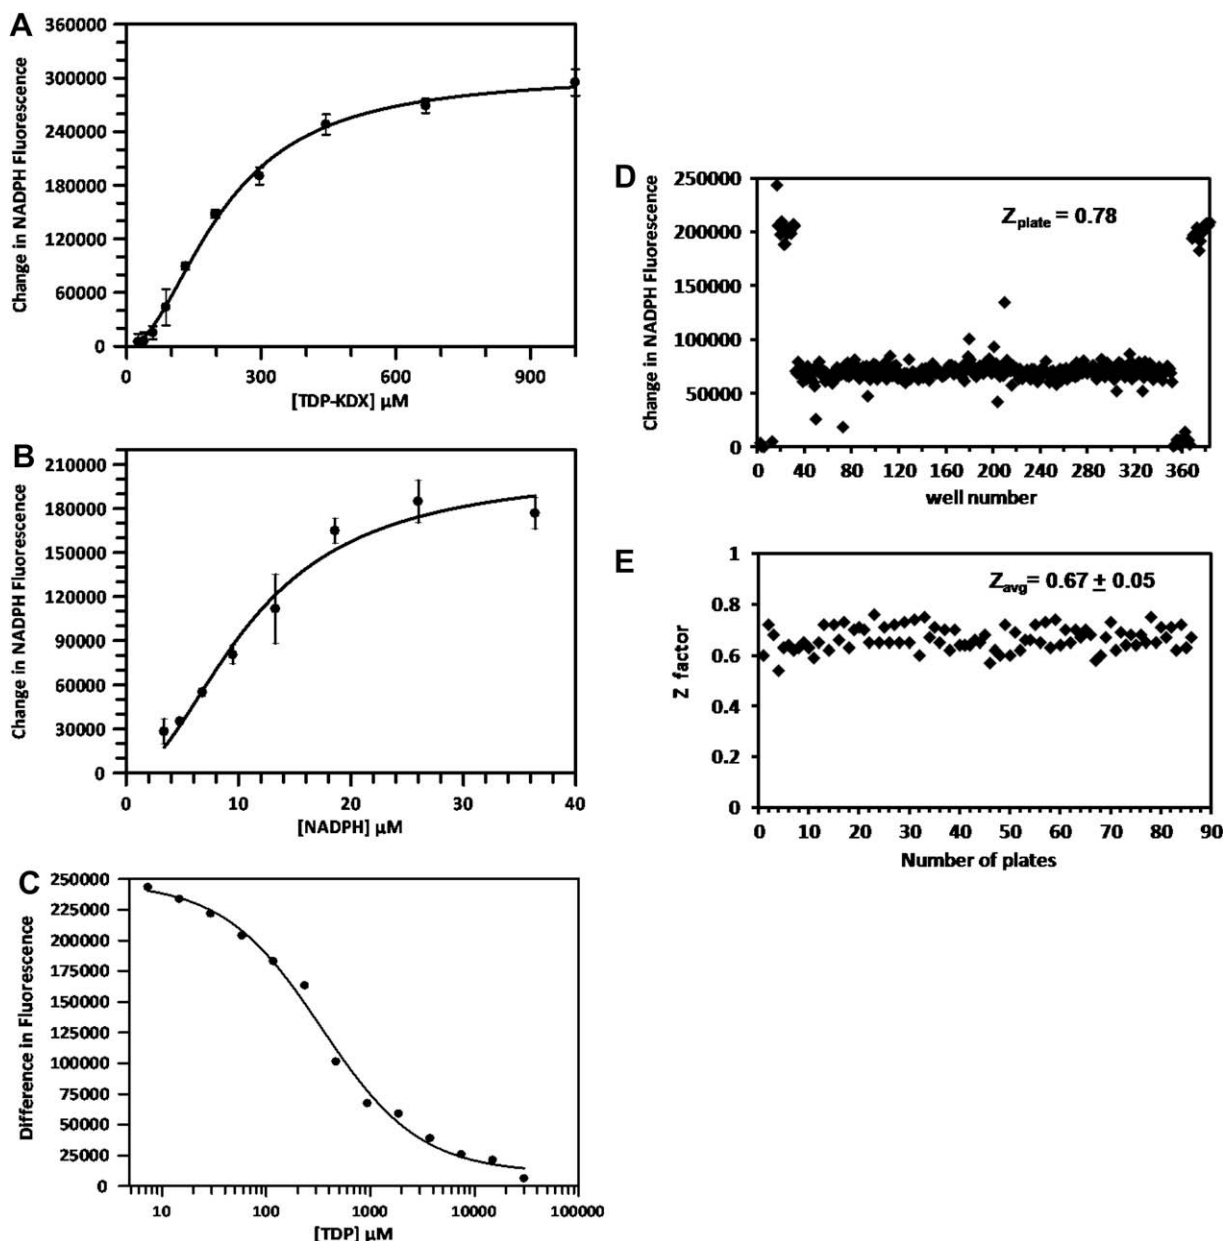 A
360000
300000
240000
180000
120000
60000
0
Change in NADPH Fluorescence
0 300 600 900
[TDP-KDX] µM
B
210000
180000
150000
120000
90000
60000
30000
0
Change in NADPH Fluorescence
0 10 20 30 40
[NADPH] µM
C
250000
225000
200000
175000
150000
125000
100000
75000
50000
25000
0
Difference in Fluorescence
10 100 1000 10000 100000
[TDP] µM
D
250000
200000
150000
100000
50000
0
Change in NADPH Fluorescence
Zplate = 0.78
0 40 80 120 160 200 240 280 320 360
well number
E
1
0.8
0.6
0.4
0.2
0
Z factor
Zavg= 0.67 ± 0.05
0 10 20 30 40 50 60 70 80 90
Number of plates